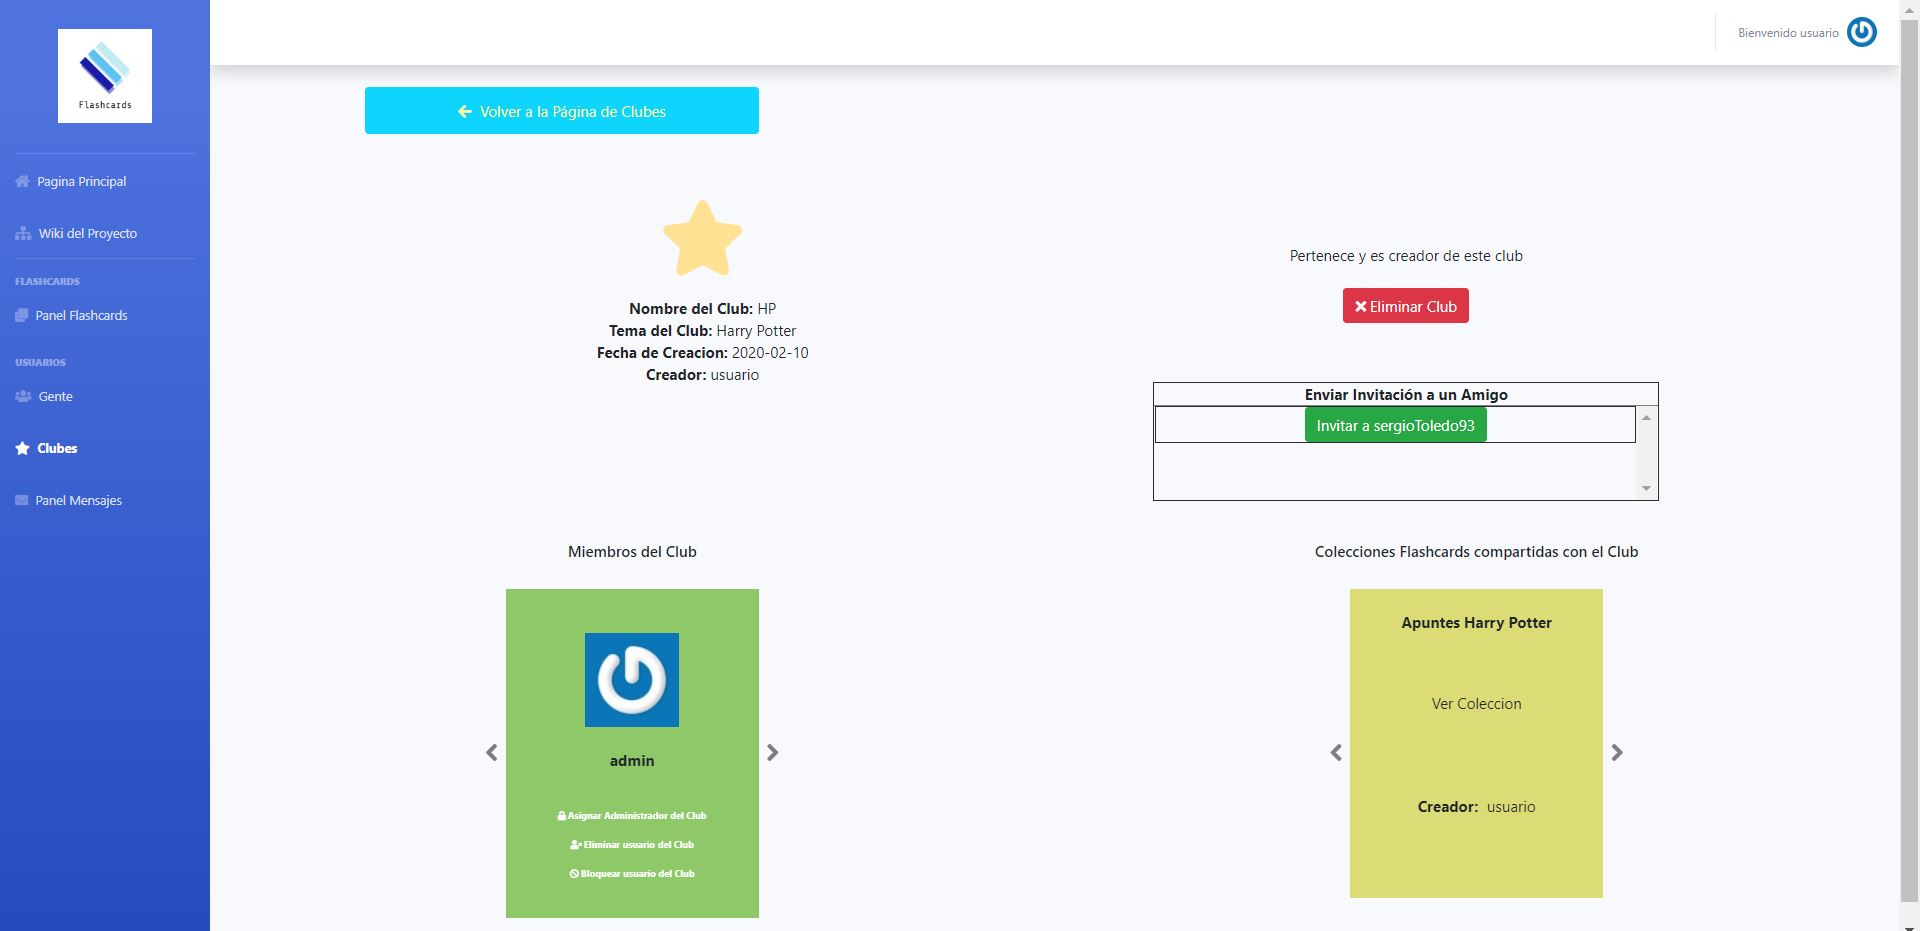 Flashcards
Pagina Principal
Wiki del Proyecto
FLASHCARDS
Panel Flashcards
USUARIOS
Gente
Clubes
Panel Mensajes
Bienvenido usuario
Volver a la Página de Clubes
Nombre del Club: HP
Tema del Club: Harry Potter
Fecha de Creacion: 2020-02-10
Creador: usuario
Pertenece y es creador de este club
Eliminar Club
Enviar Invitación a un Amigo
Invitar a sergioToledo93
Miembros del Club
admin
Asignar Administrador del Club
Eliminar usuario del Club
Bloquear usuario del Club
Colecciones Flashcards compartidas con el Club
Apuntes Harry Potter
Ver Coleccion
Creador: usuario